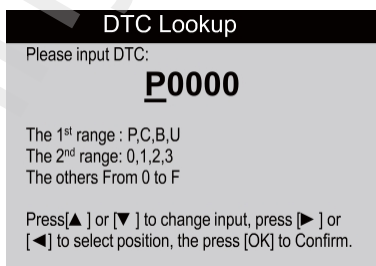 DTC Lookup
Please input DTC:
P0000
The 1st range : P,C,B,U
The 2nd range: 0,1,2,3
The others From 0 to F
Press[▲ ] or [▼ ] to change input, press [▶ ] or
[ ◀] to select position, the press [OK] to Confirm.